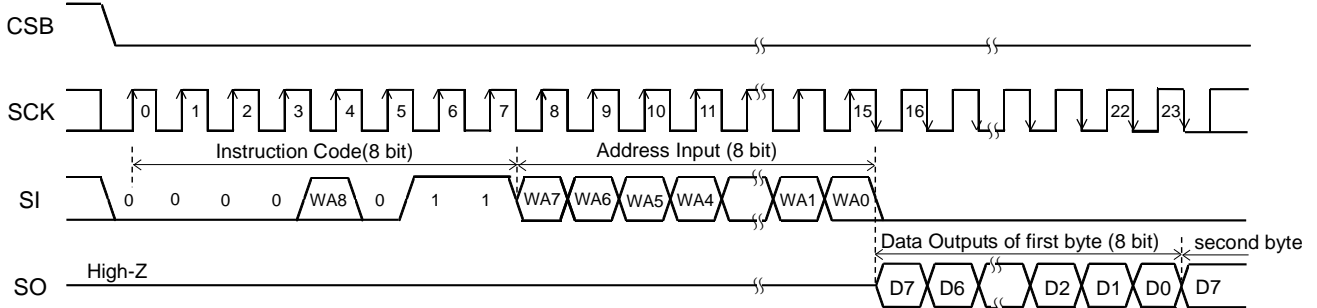 CSB
SCK
0 1 2 3 4 5 6 7 8 9 10 11 15 16 22 23
Instruction Code(8 bit) Address Input (8 bit)
SI
0 0 0 0 WA8 0 1 1 WA7 WA6 WA5 WA4 WA1 WA0
Data Outputs of first byte (8 bit) second byte
High-Z
SO
D7 D6 D2 D1 D0 D7